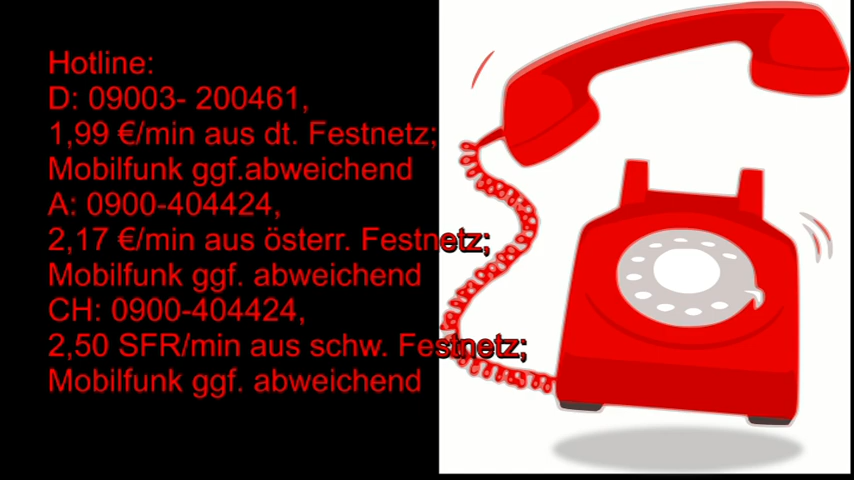 Hotline:
D: 09003- 200461,
1,99 €/min aus dt. Festnetz;
Mobilfunk ggf.abweichend
A: 0900-404424,
2,17 €/min aus österr. Festnetz;
Mobilfunk ggf. abweichend
CH: 0900-404424,
2,50 SFR/min aus schw. Festnetz;
Mobilfunk ggf. abweichend